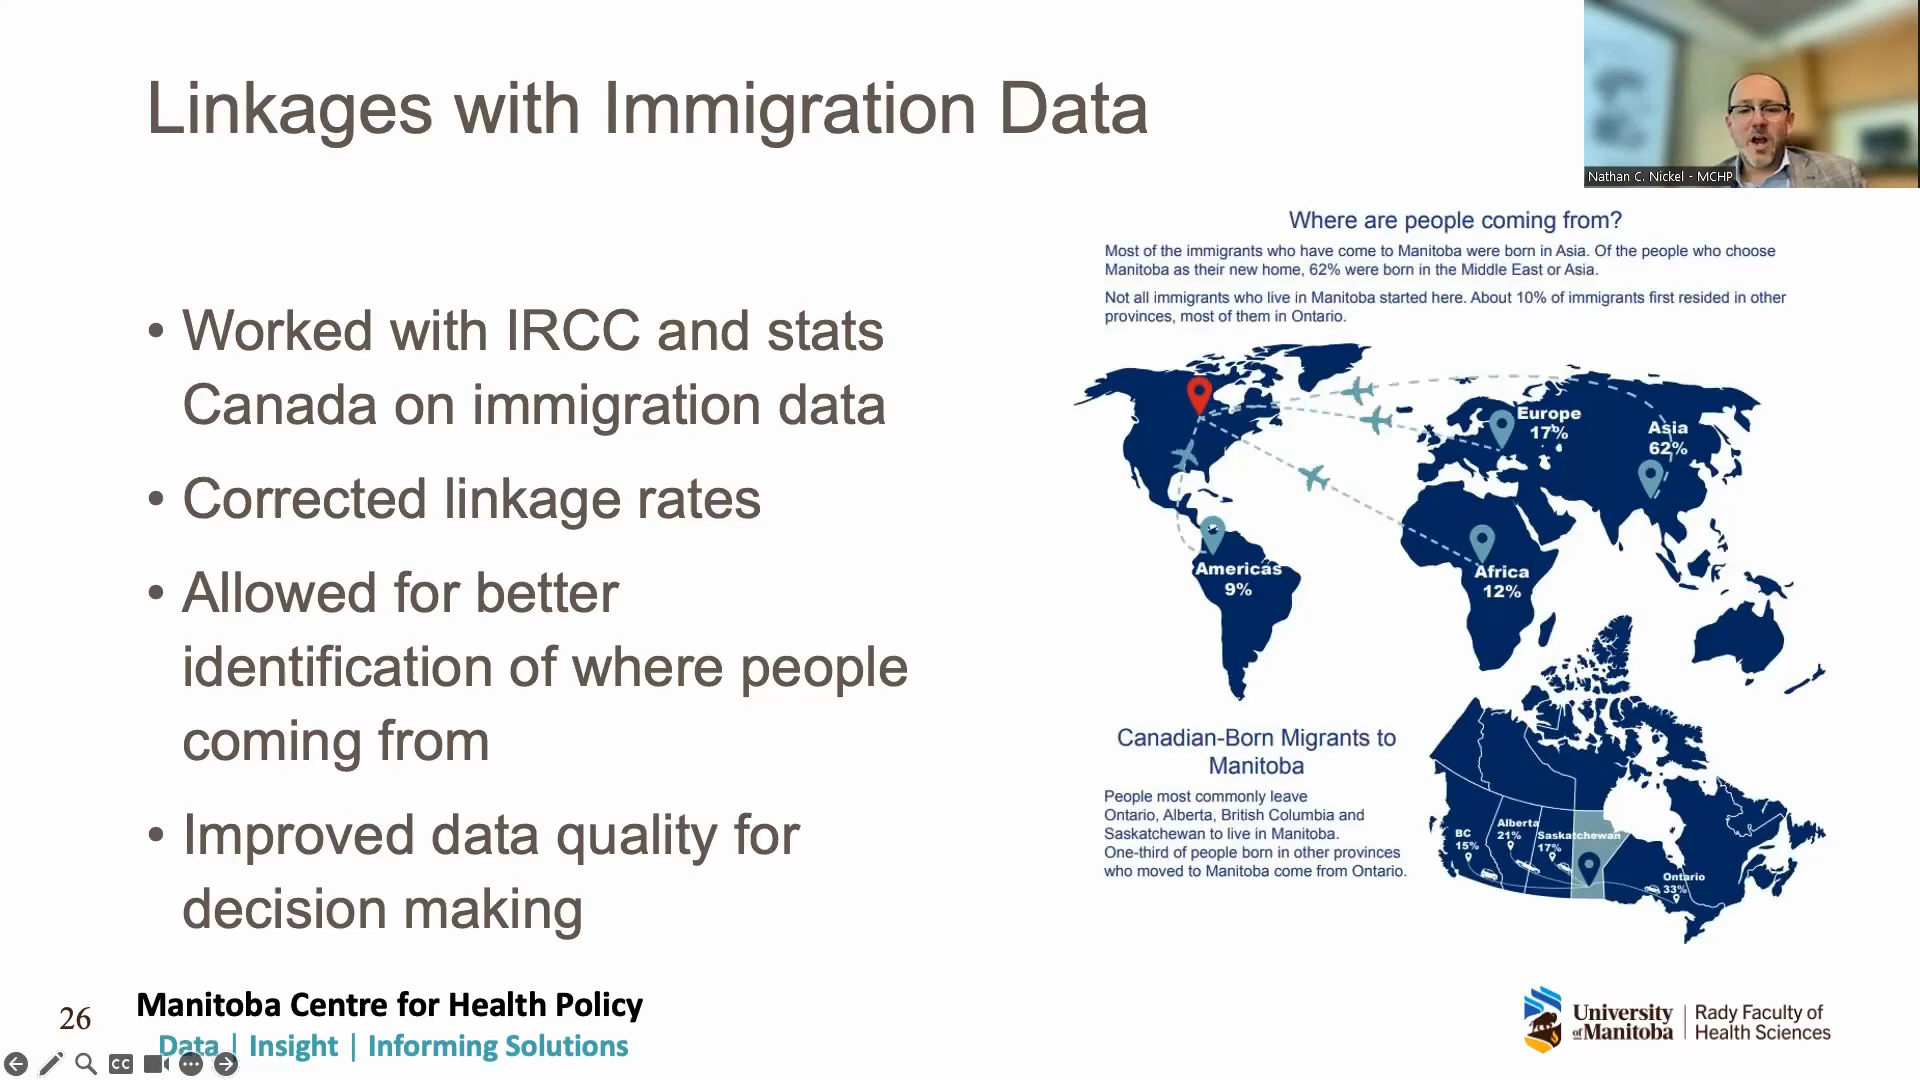 Linkages with Immigration Data
Nathan C. Nickel - MCHP
• Worked with IRCC and stats
Canada on immigration data
• Corrected linkage rates
• Allowed for better
identification of where people
coming from
• Improved data quality for
decision making
Where are people coming from?
Most of the immigrants who have come to Manitoba were born in Asia. Of the people who choose
Manitoba as their new home, 62% were born in the Middle East or Asia.
Not all immigrants who live in Manitoba started here. About 10% of immigrants first resided in other
provinces, most of them in Ontario.
Europe
17%
Asia
62%
Americas
9%
Africa
12%
Canadian-Born Migrants to
Manitoba
People most commonly leave
Ontario, Alberta, British Columbia and
Saskatchewan to live in Manitoba.
One-third of people born in other provinces
who moved to Manitoba come from Ontario.
BC
15%
Alberta
21%
Saskatchewan
17%
Ontario
33%
26
Manitoba Centre for Health Policy
Data | Insight | Informing Solutions
CC
University
of Manitoba
Rady Faculty of
Health Sciences